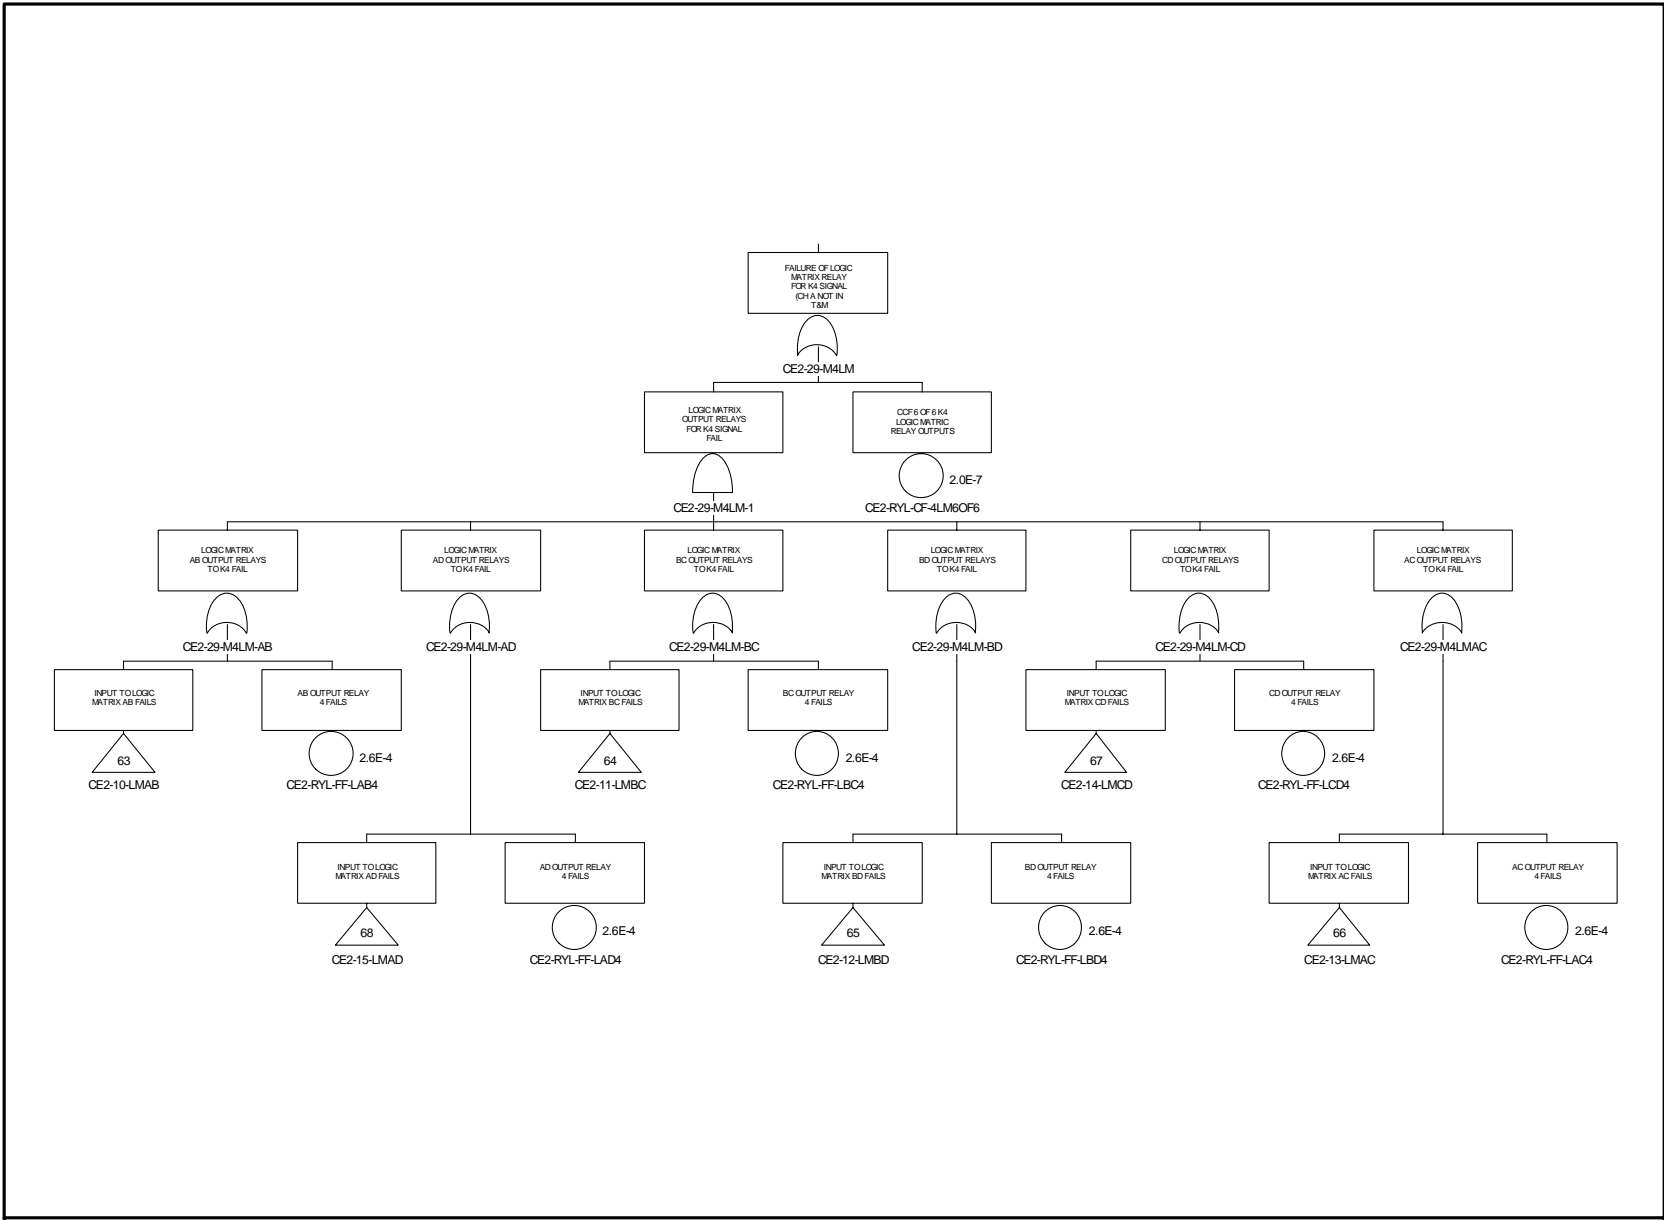 FAILURE OF LOGIC
MATRIX RELAY
FOR K4 SIGNAL
(CH A NOT IN
T&M
CE2-29-M4LM
LOGIC MATRIX
OUTPUT RELAYS
FOR K4 SIGNAL
FAIL
CE2-29-M4LM-1
CCF 6 OF 6 K4
LOGIC MATRIC
RELAY OUTPUTS
2.0E-7
CE2-RYL-CF-4LM6OF6
LOGIC MATRIX
AB OUTPUT RELAYS
TO K4 FAIL
CE2-29-M4LM-AB
LOGIC MATRIX
AD OUTPUT RELAYS
TO K4 FAIL
CE2-29-M4LM-AD
LOGIC MATRIX
BC OUTPUT RELAYS
TO K4 FAIL
CE2-29-M4LM-BC
LOGIC MATRIX
BD OUTPUT RELAYS
TO K4 FAIL
CE2-29-M4LM-BD
LOGIC MATRIX
CD OUTPUT RELAYS
TO K4 FAIL
CE2-29-M4LM-CD
LOGIC MATRIX
AC OUTPUT RELAYS
TO K4 FAIL
CE2-29-M4LMAC
INPUT TO LOGIC
MATRIX AB FAILS
63
CE2-10-LMAB
AB OUTPUT RELAY
4 FAILS
2.6E-4
CE2-RYL-FF-LAB4
INPUT TO LOGIC
MATRIX BC FAILS
64
CE2-11-LMBC
BC OUTPUT RELAY
4 FAILS
2.6E-4
CE2-RYL-FF-LBC4
INPUT TO LOGIC
MATRIX CD FAILS
67
CE2-14-LMCD
CD OUTPUT RELAY
4 FAILS
2.6E-4
CE2-RYL-FF-LCD4
INPUT TO LOGIC
MATRIX AD FAILS
68
CE2-15-LMAD
AD OUTPUT RELAY
4 FAILS
2.6E-4
CE2-RYL-FF-LAD4
INPUT TO LOGIC
MATRIX BD FAILS
65
CE2-12-LMBD
BD OUTPUT RELAY
4 FAILS
2.6E-4
CE2-RYL-FF-LBD4
INPUT TO LOGIC
MATRIX AC FAILS
66
CE2-13-LMAC
AC OUTPUT RELAY
4 FAILS
2.6E-4
CE2-RYL-FF-LAC4